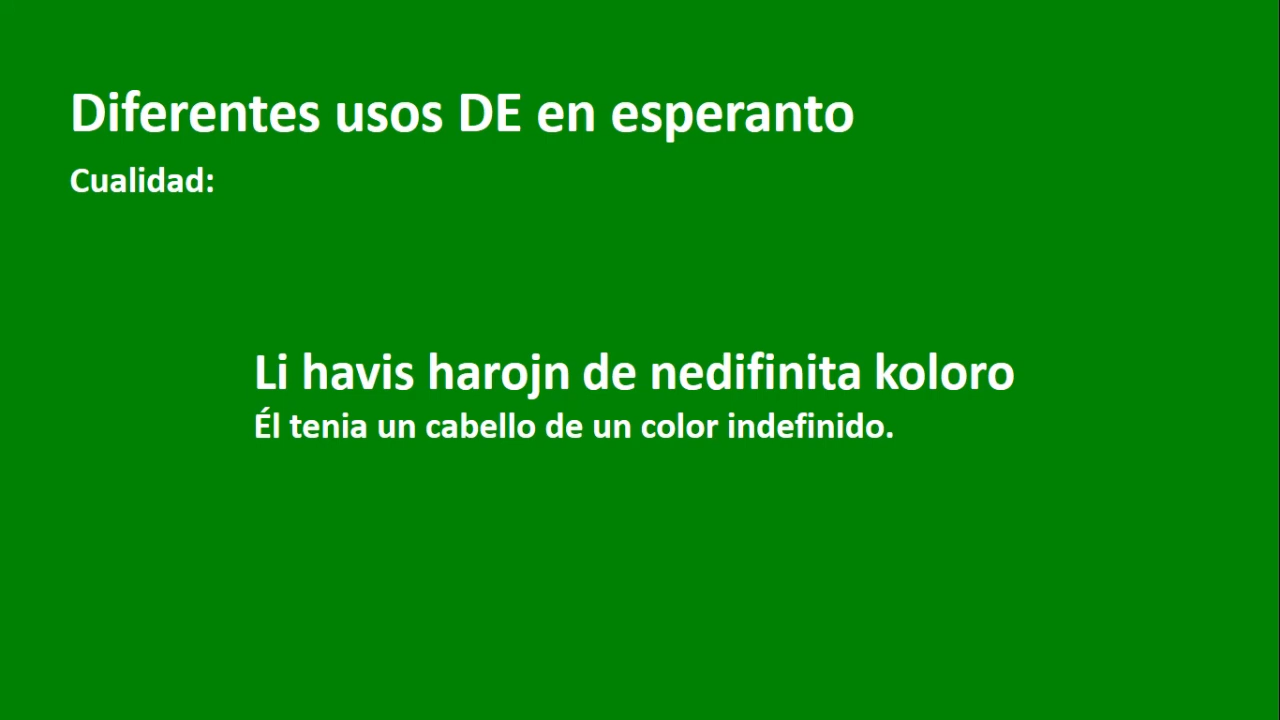 Diferentes usos DE en esperanto
Cualidad:
Li havis harojn de nedifinita koloro
Él tenia un cabello de un color indefinido.